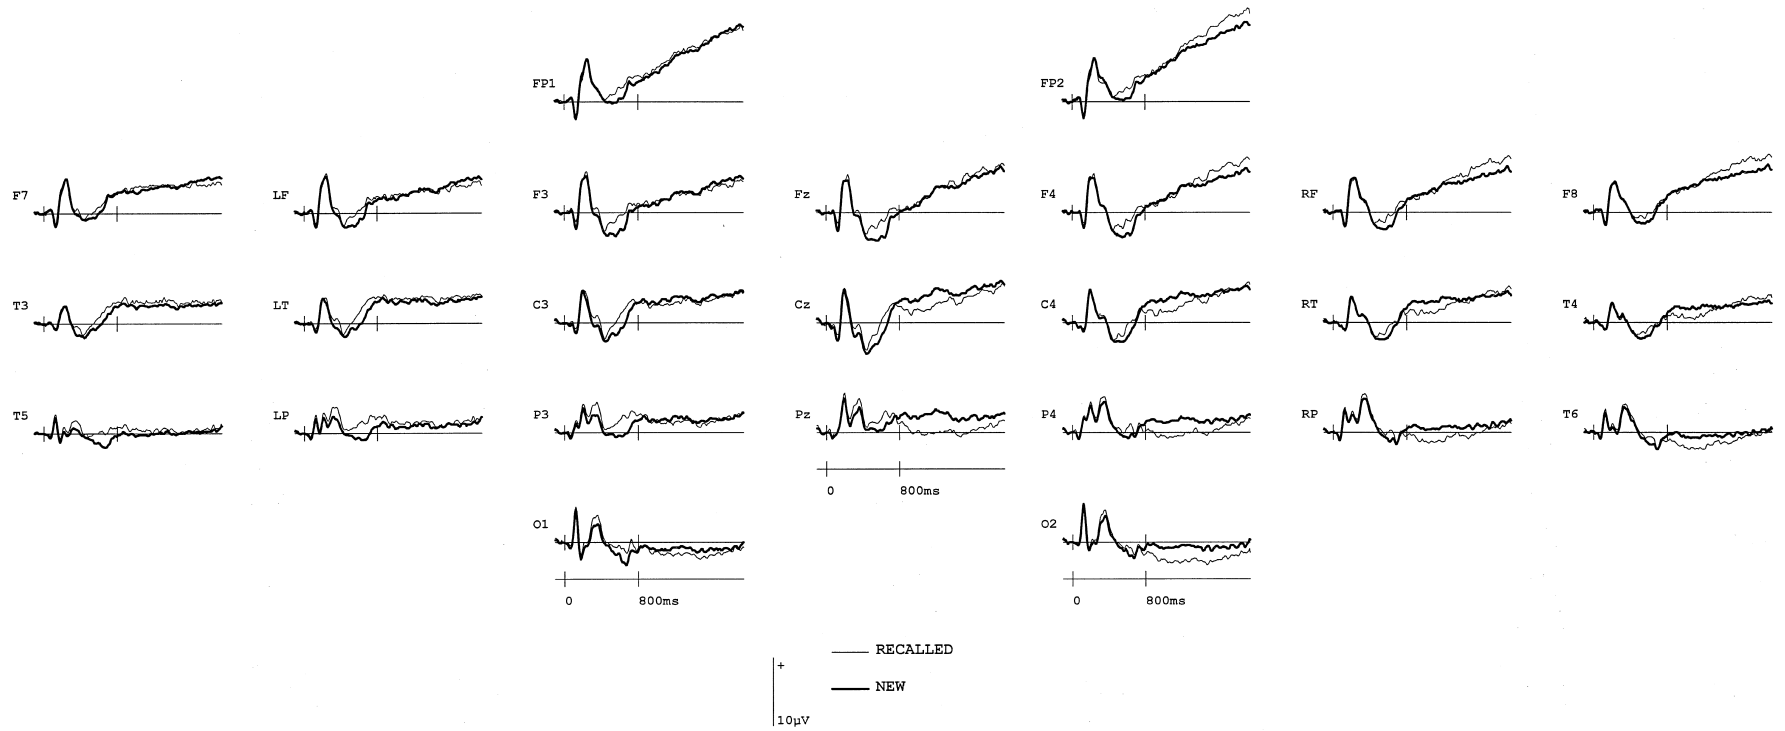 FP1 FP2
F7 LF F3 Fz F4 RF F8
T3 LT C3 Cz C4 RT T4
T5 LP P3 Pz P4 RP T6
0 800ms
O1 O2
0 800ms 0 800ms
RECALLED
+
NEW
10µV